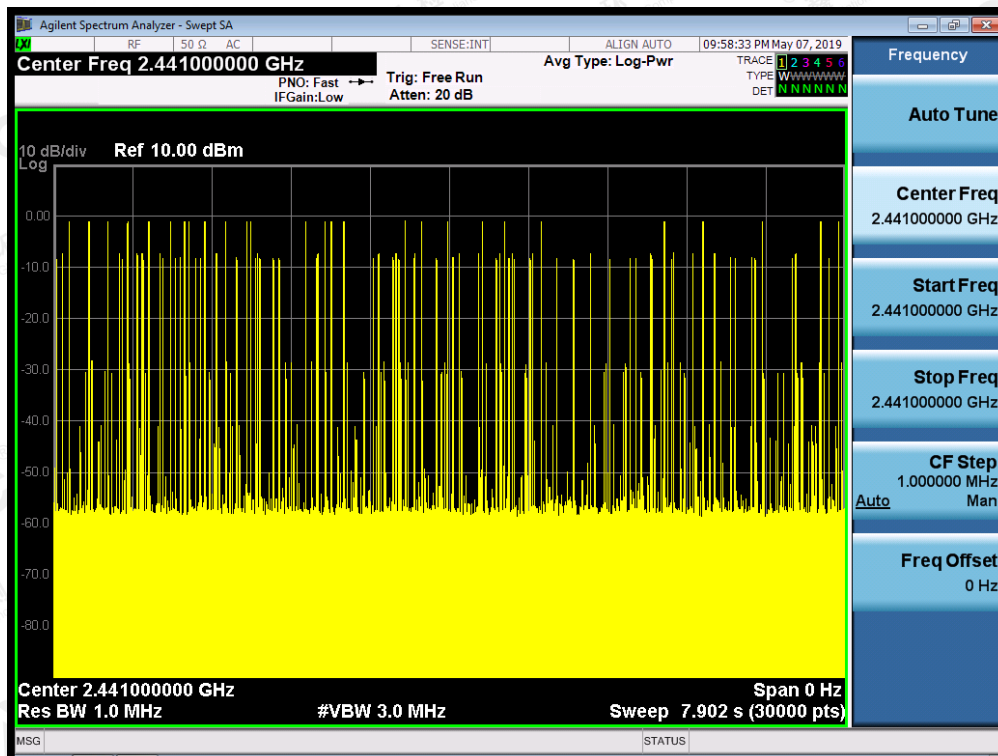 Agilent Spectrum Analyzer - Swept SA
LXI RF 50 Ω AC SENSE:INT ALIGN AUTO 09:58:33 PM May 07, 2019
Center Freq 2.441000000 GHz
PNO: Fast
IFGain:Low
Trig: Free Run
Atten: 20 dB
Avg Type: Log-Pwr
TRACE 1 2 3 4 5 6
TYPE WWWWWW
DET N N N N N N
10 dB/div Ref 10.00 dBm
Log
0.00
-10.0
-20.0
-30.0
-40.0
-50.0
-60.0
-70.0
-80.0
Center 2.441000000 GHz Span 0 Hz
Res BW 1.0 MHz #VBW 3.0 MHz Sweep 7.902 s (30000 pts)
MSG STATUS
Frequency
Auto Tune
Center Freq
2.441000000 GHz
Start Freq
2.441000000 GHz
Stop Freq
2.441000000 GHz
CF Step
1.000000 MHz
Auto Man
Freq Offset
0 Hz